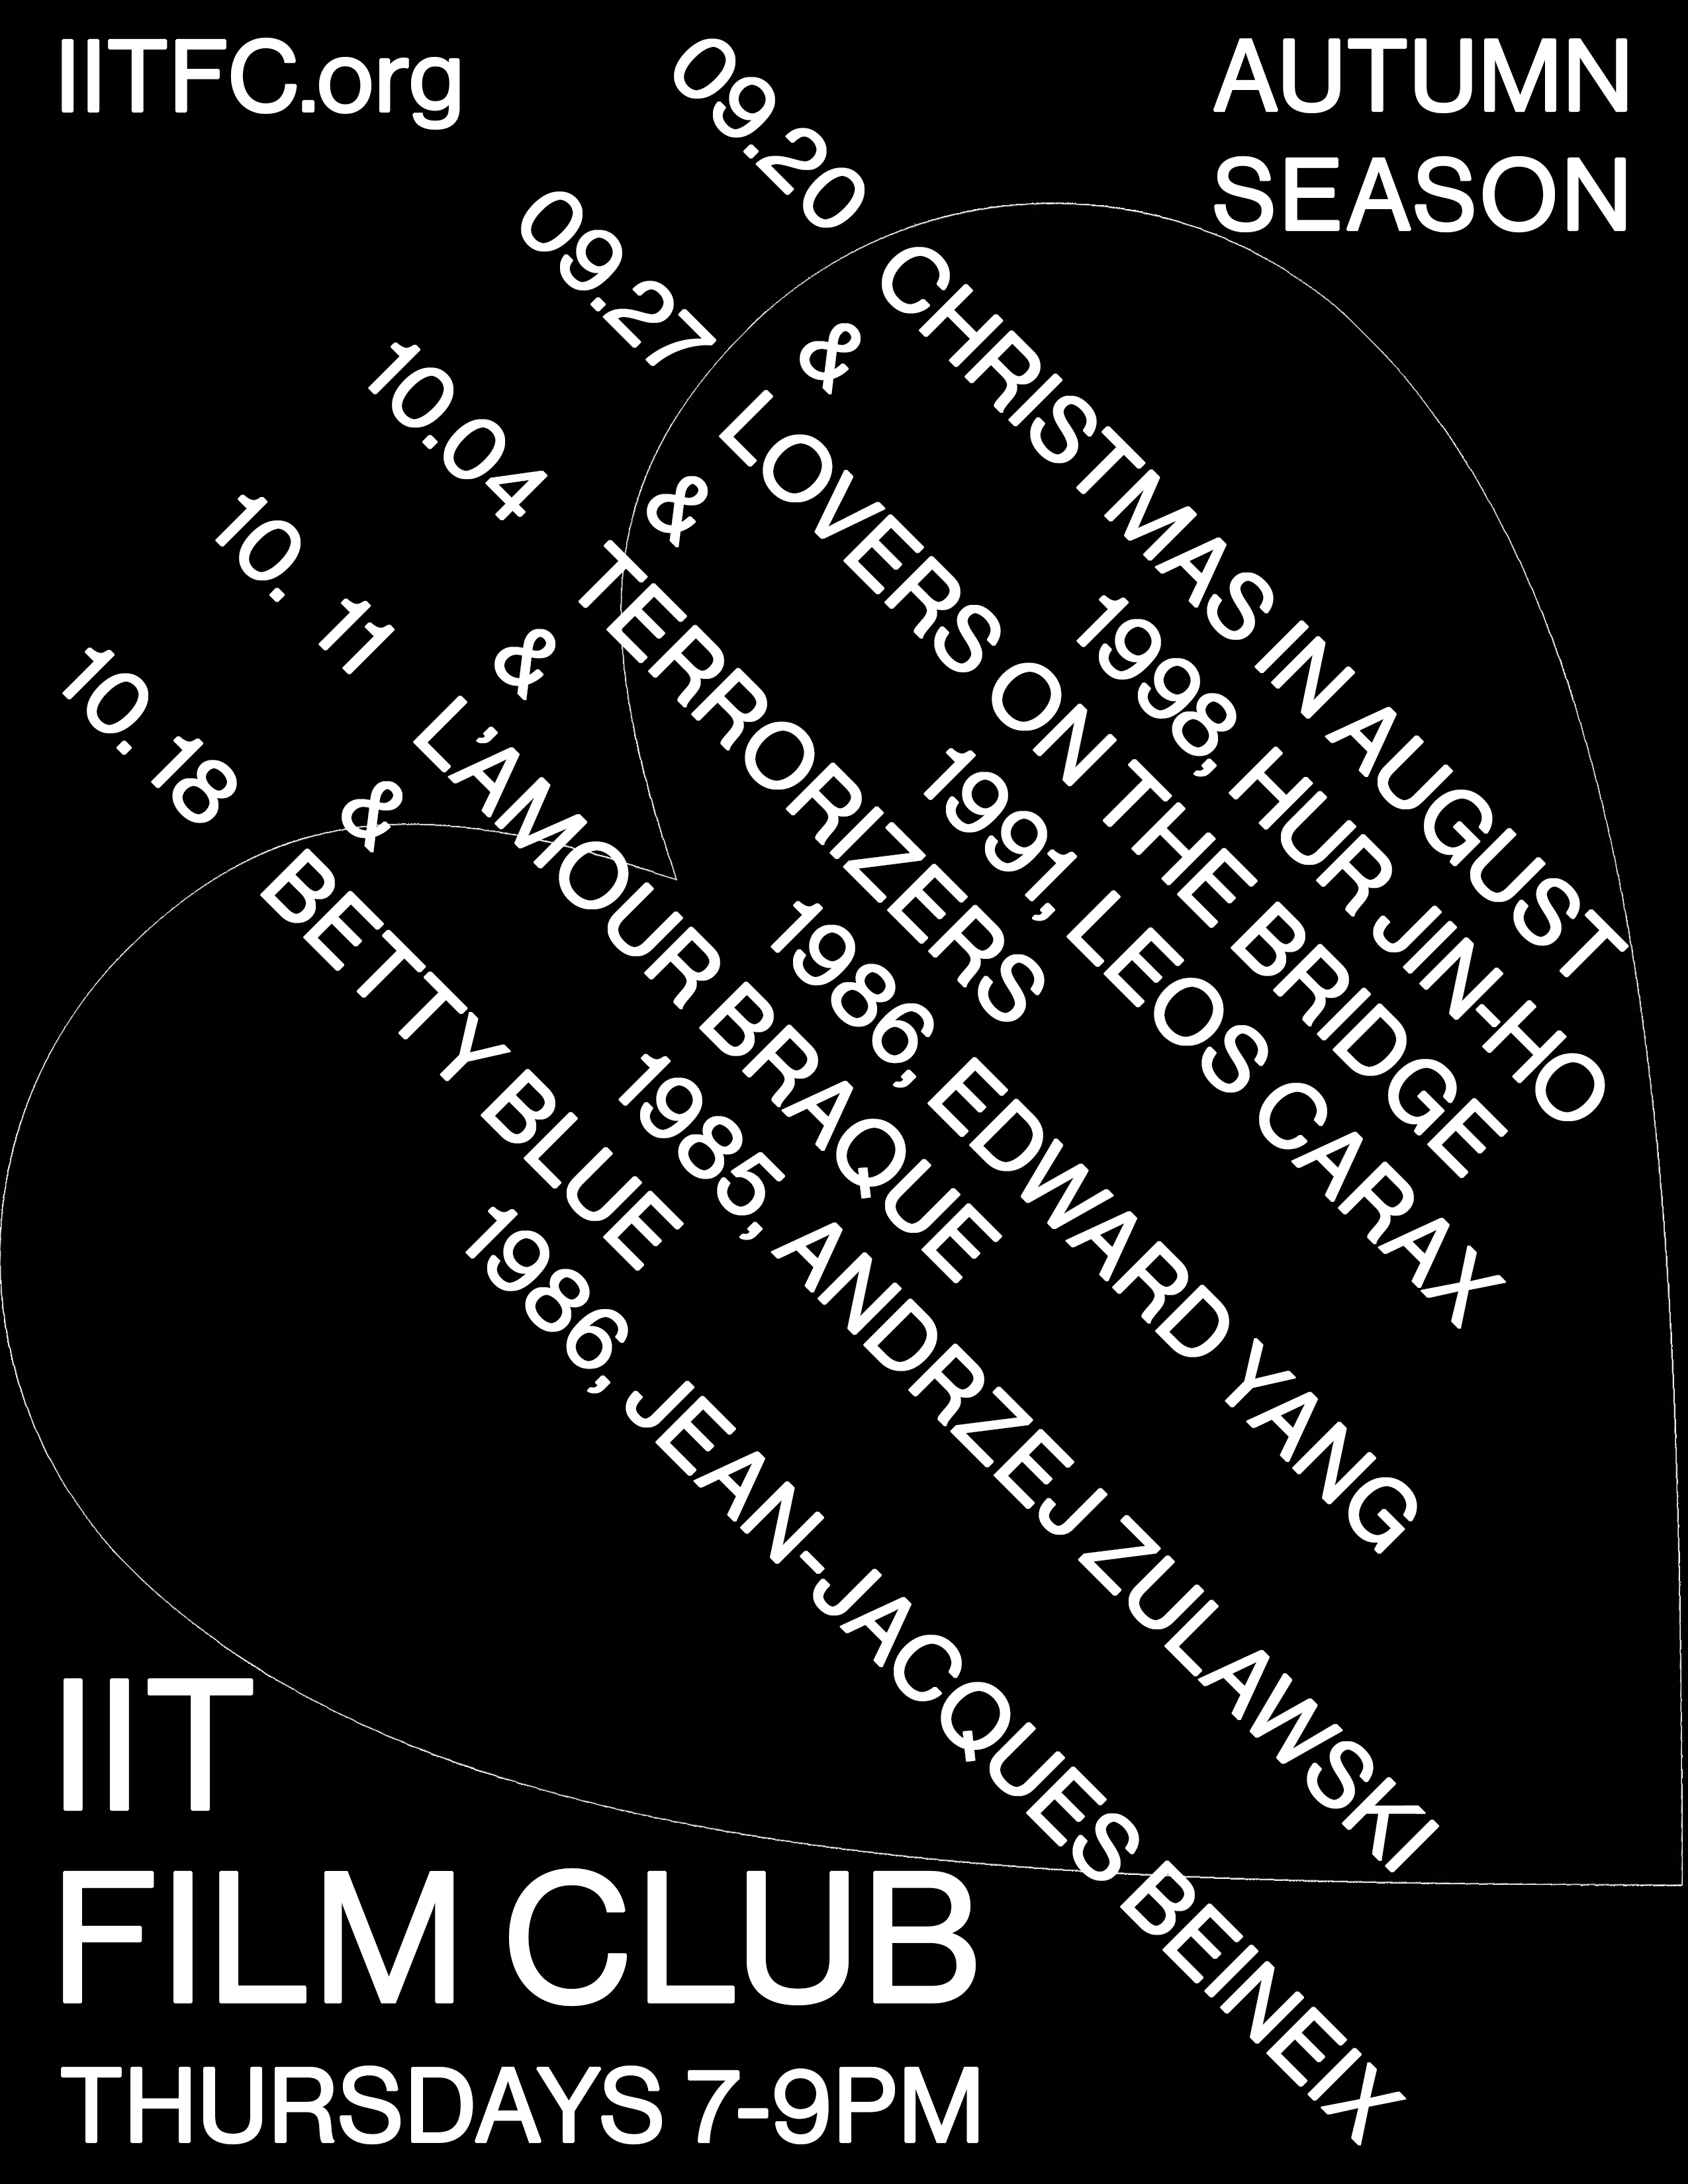 IITFC.org
AUTUMN
SEASON
09.20
CHRISTMAS IN AUGUST
1998, HUR JIN-HO
09.27
&
LOVERS ON THE BRIDGE
1991, LEOS CARAX
10.04
&
TERRORIZERS
1986, EDWARD YANG
10. 11
&
L'AMOUR BRAQUE
1985, ANDRZEJ ZULAWSKI
10. 18
&
BETTY BLUE
1986, JEAN-JACQUES BEINEIX
IIT
FILM CLUB
THURSDAYS 7-9PM